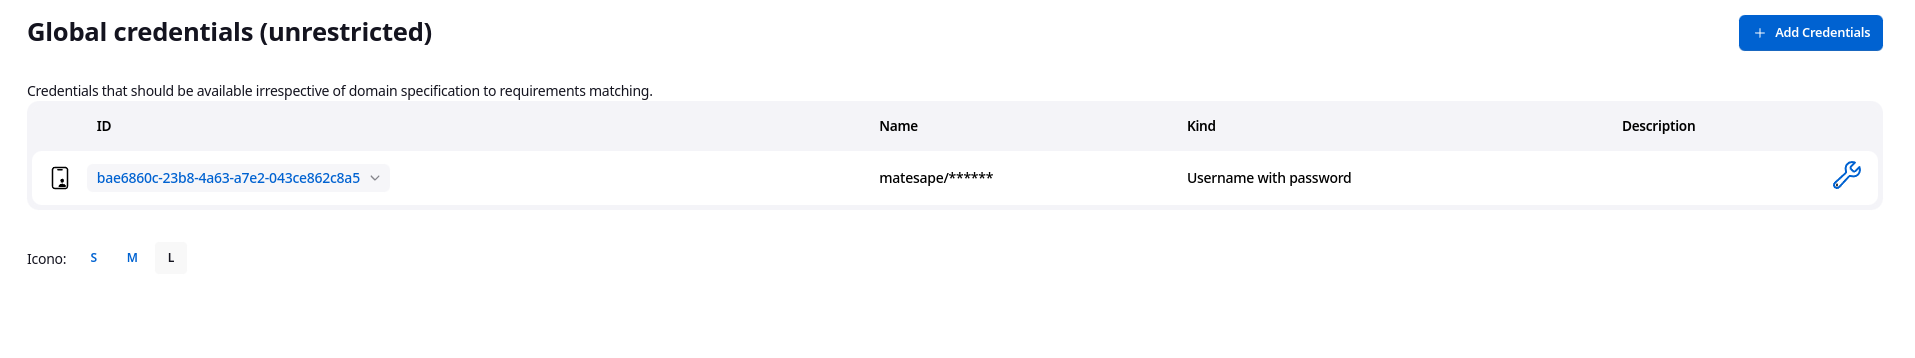 Global credentials (unrestricted)
Add Credentials
Credentials that should be available irrespective of domain specification to requirements matching.
ID Name Kind Description
bae6860c-23b8-4a63-a7e2-043ce862c8a5 matesape/****** Username with password
Icono: S M L